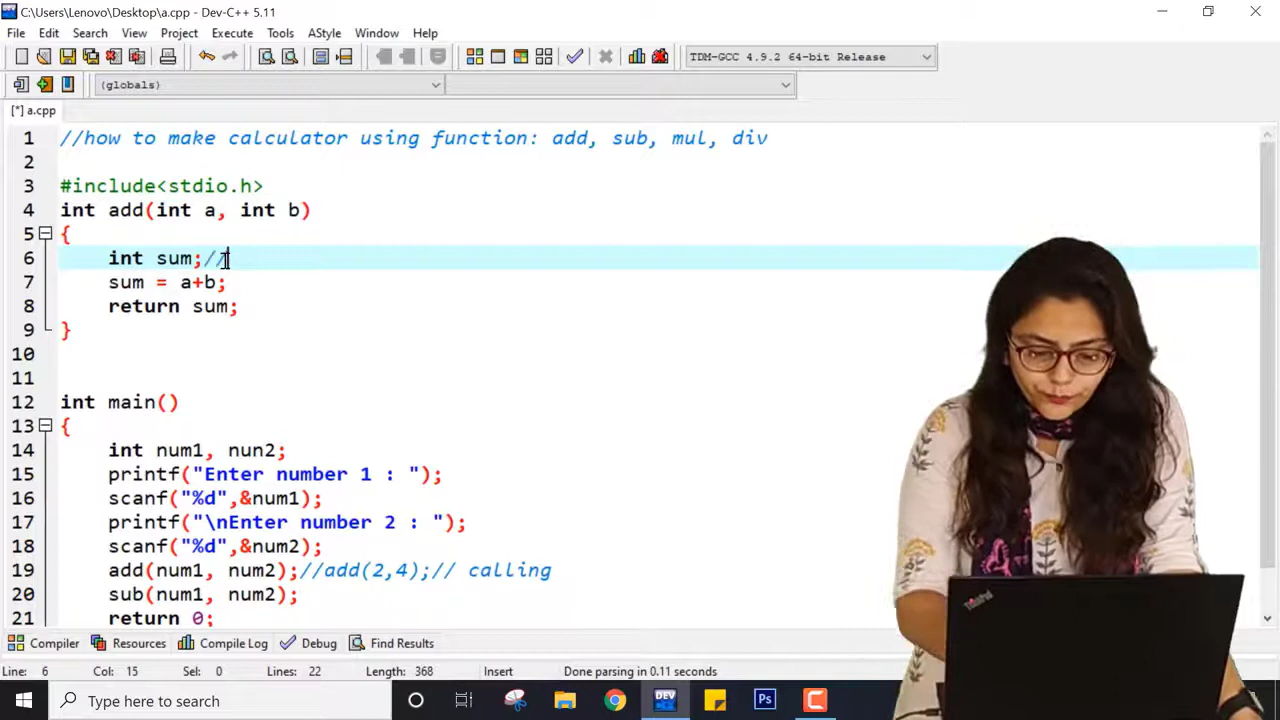 C:\Users\Lenovo\Desktop\a.cpp - Dev-C++ 5.11
File Edit Search View Project Execute Tools AStyle Window Help
TDM-GCC 4.9.2 64-bit Release
(globals)
[*] a.cpp
1 //how to make calculator using function: add, sub, mul, div
2
3 #include<stdio.h>
4 int add(int a, int b)
5 {
6 int sum;//
7 sum = a+b;
8 return sum;
9 }
10
11
12 int main()
13 {
14 int num1, nun2;
15 printf("Enter number 1 : ");
16 scanf("%d",&num1);
17 printf("\nEnter number 2 : ");
18 scanf("%d",&num2);
19 add(num1, num2);//add(2,4);// calling
20 sub(num1, num2);
21 return 0;
Compiler Resources Compile Log Debug Find Results
Line: 6 Col: 15 Sel: 0 Lines: 22 Length: 368 Insert Done parsing in 0.11 seconds
Type here to search
DEV
Ps
ThinkPad